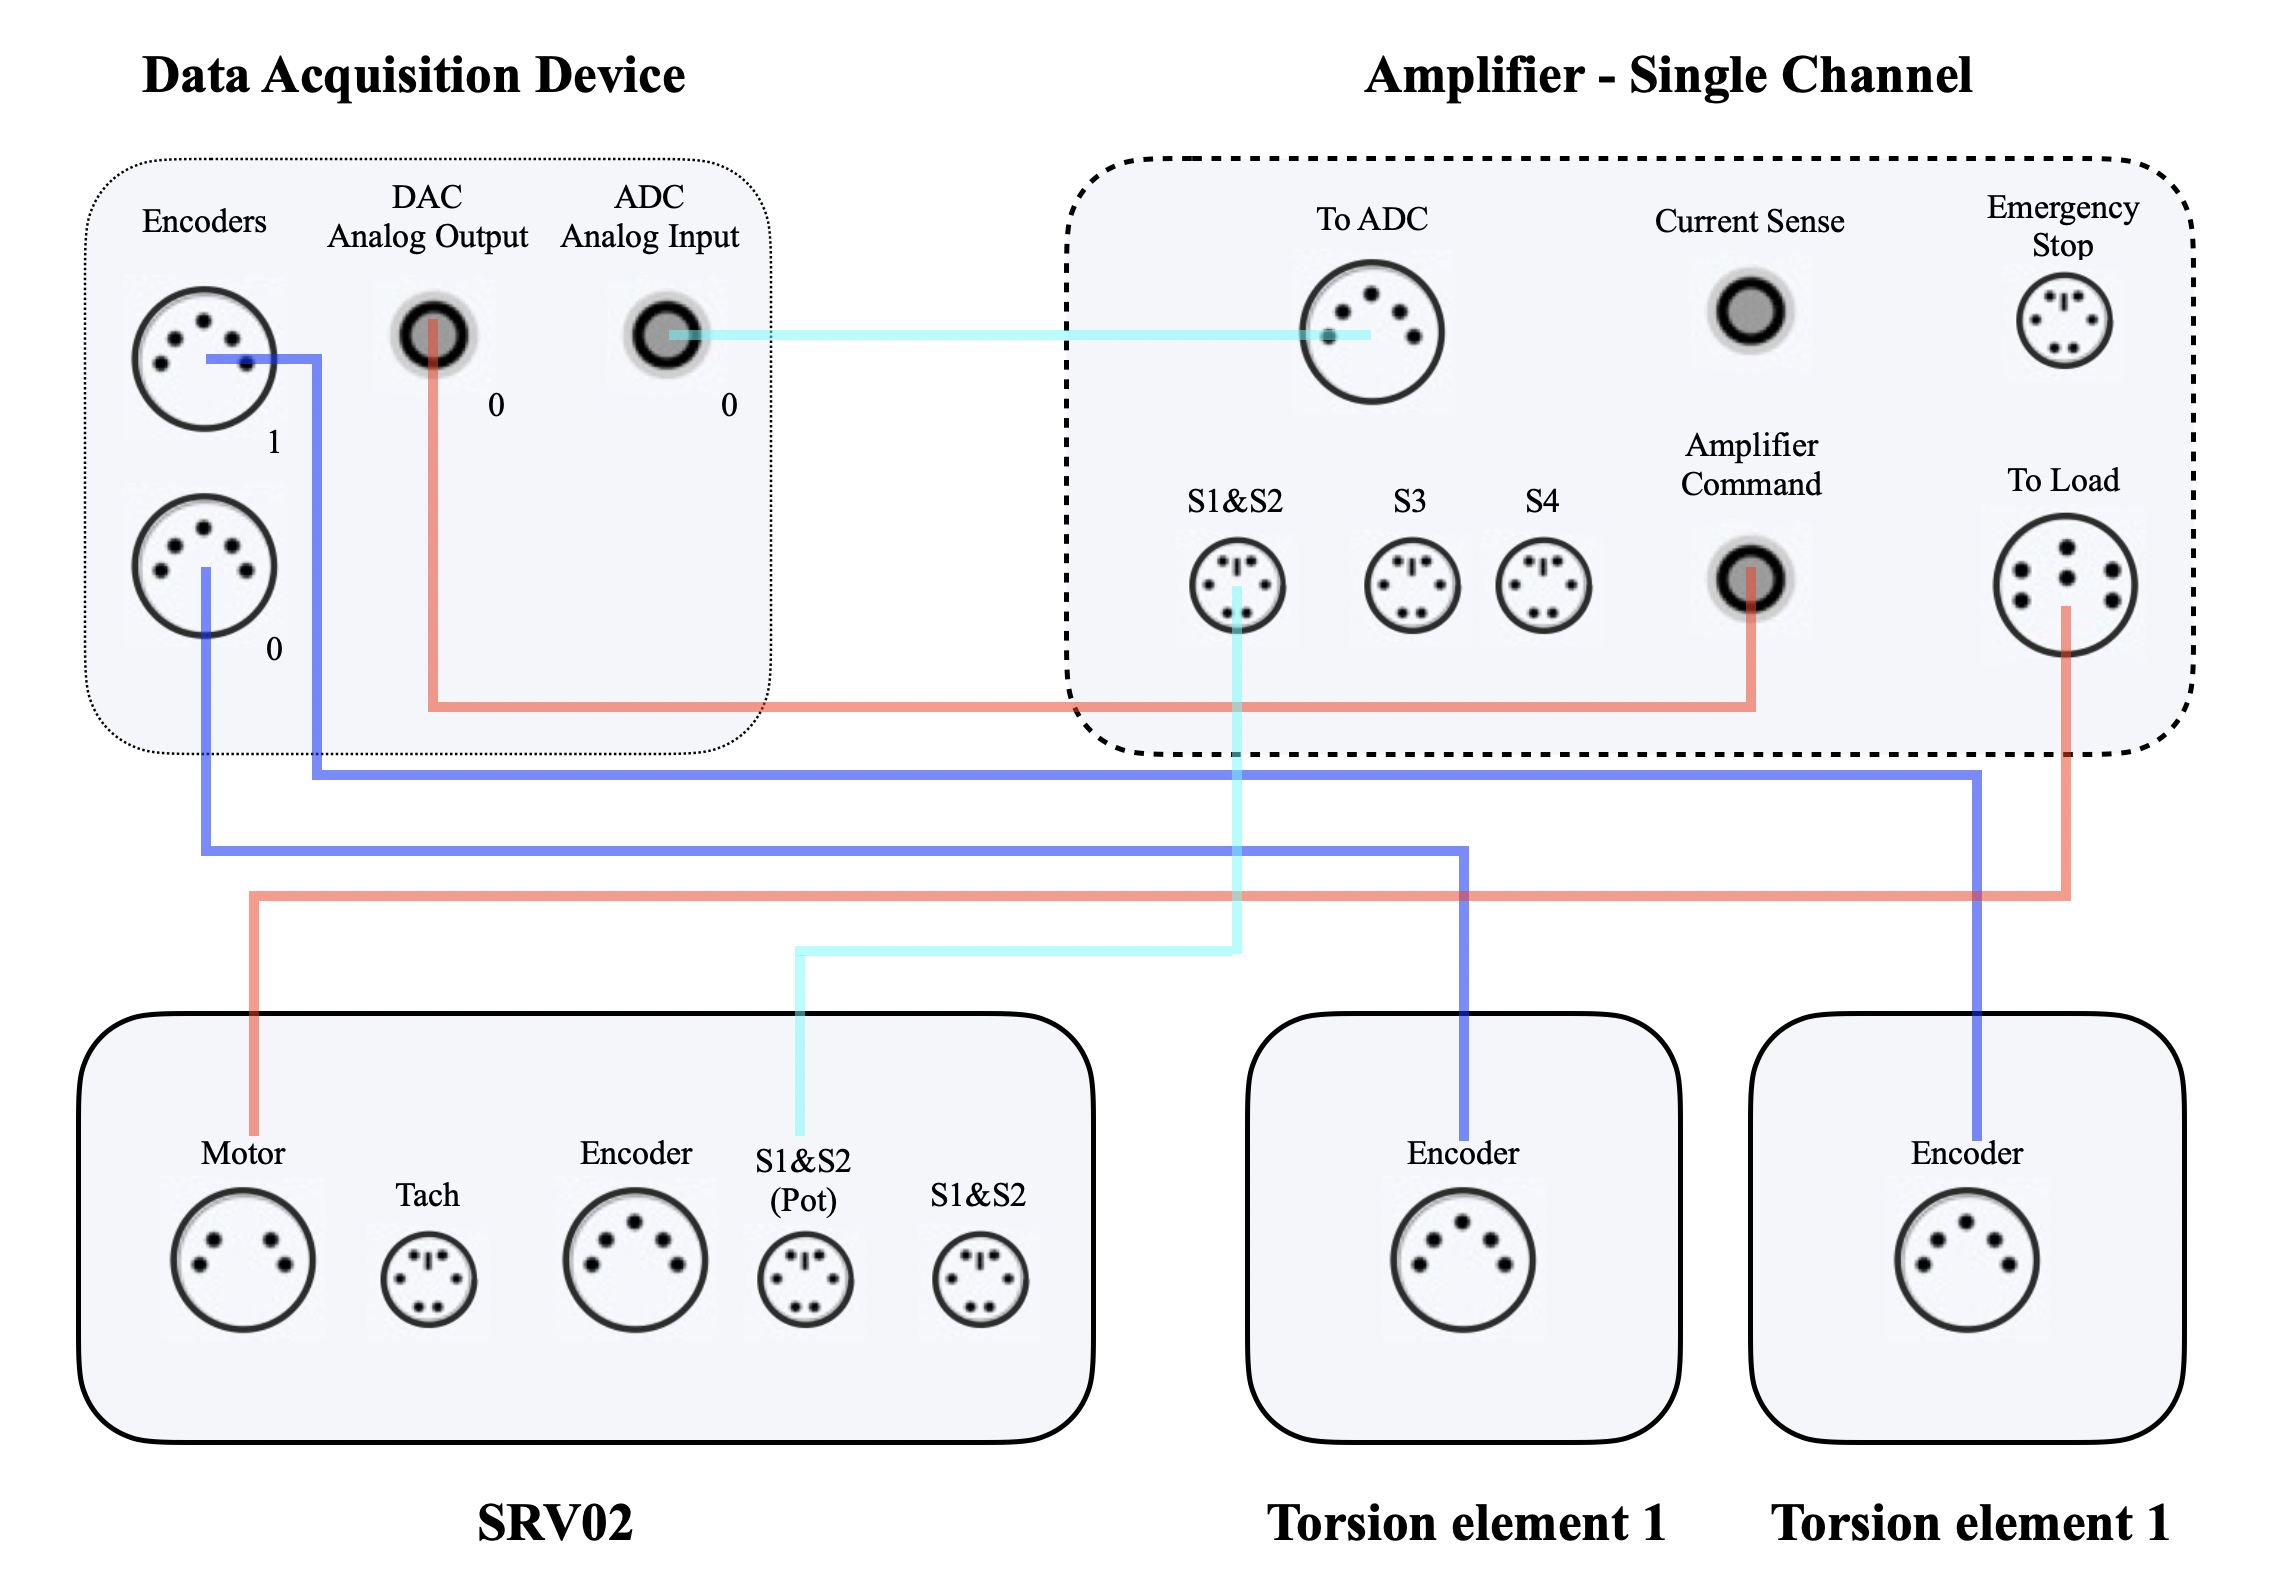 Data Acquisition Device
Amplifier - Single Channel
Encoders
DAC
Analog Output
ADC
Analog Input
1
0
0
0
To ADC
Current Sense
Emergency
Stop
S1&S2
S3
S4
Amplifier
Command
To Load
Motor
Tach
Encoder
S1&S2
(Pot)
S1&S2
Encoder
Encoder
SRV02
Torsion element 1
Torsion element 1